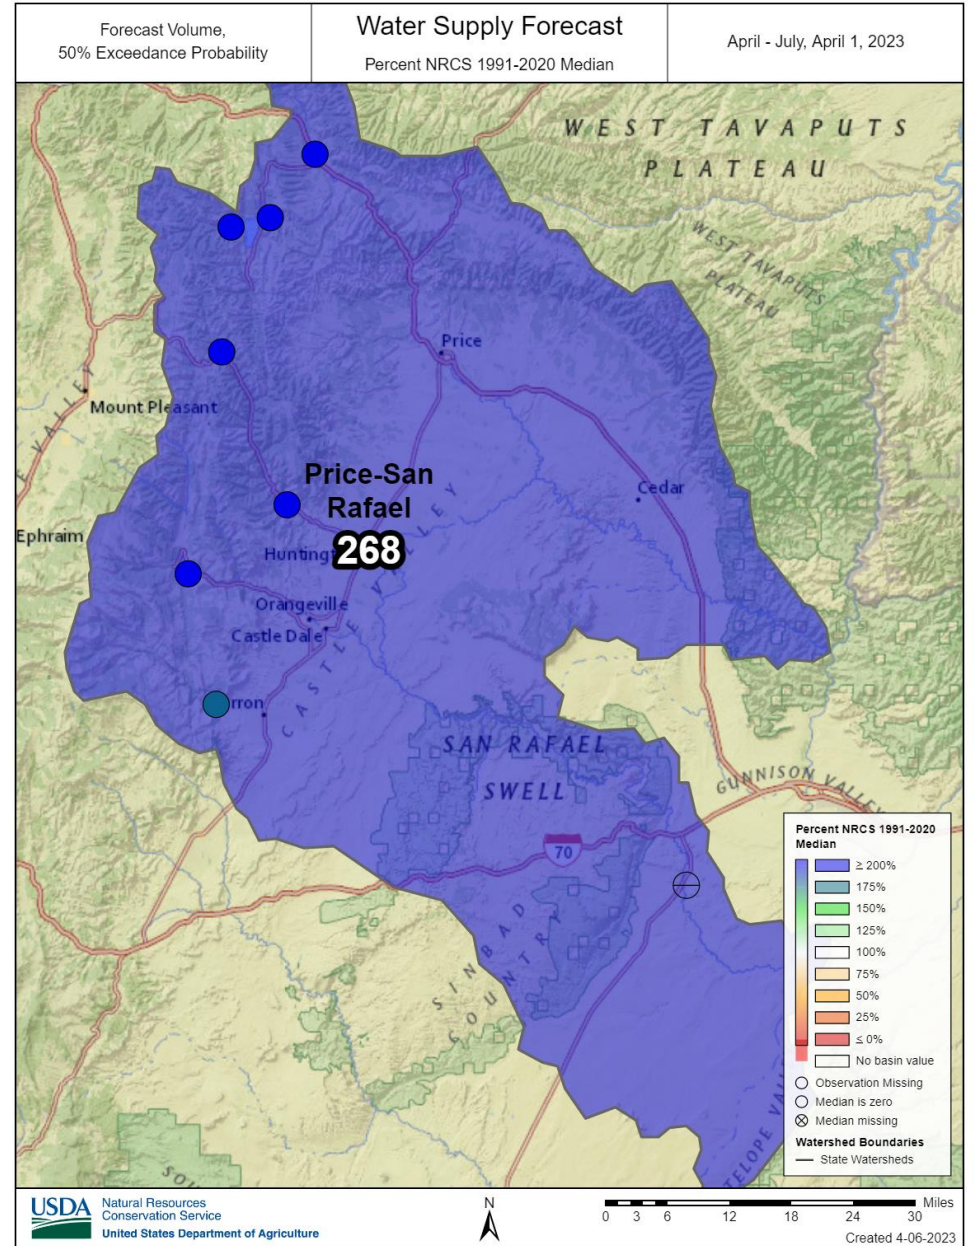 Forecast Volume,
50% Exceedance Probability
Water Supply Forecast
Percent NRCS 1991-2020 Median
April - July, April 1, 2023
WEST TAVAPUTS
PLATEAU
WEST TAVAPUTS
PLATEAU
Price
Mount Pleasant
E VALLEY
Price-San
Rafael
268
Cedar
Ephraim
Orangeville
Castle Dale
CASTLE VALLEY
rron
SAN RAFAEL
SWELL
GUNNISON VALLEY
70
SINBAD
COUNTRY
Percent NRCS 1991-2020
Median
≥ 200%
175%
150%
125%
100%
75%
50%
25%
≤ 0%
No basin value
Observation Missing
Median is zero
Median missing
Watershed Boundaries
State Watersheds
USDA
Natural Resources
Conservation Service
United States Department of Agriculture
N
Miles
0 3 6 12 18 24 30
Created 4-06-2023